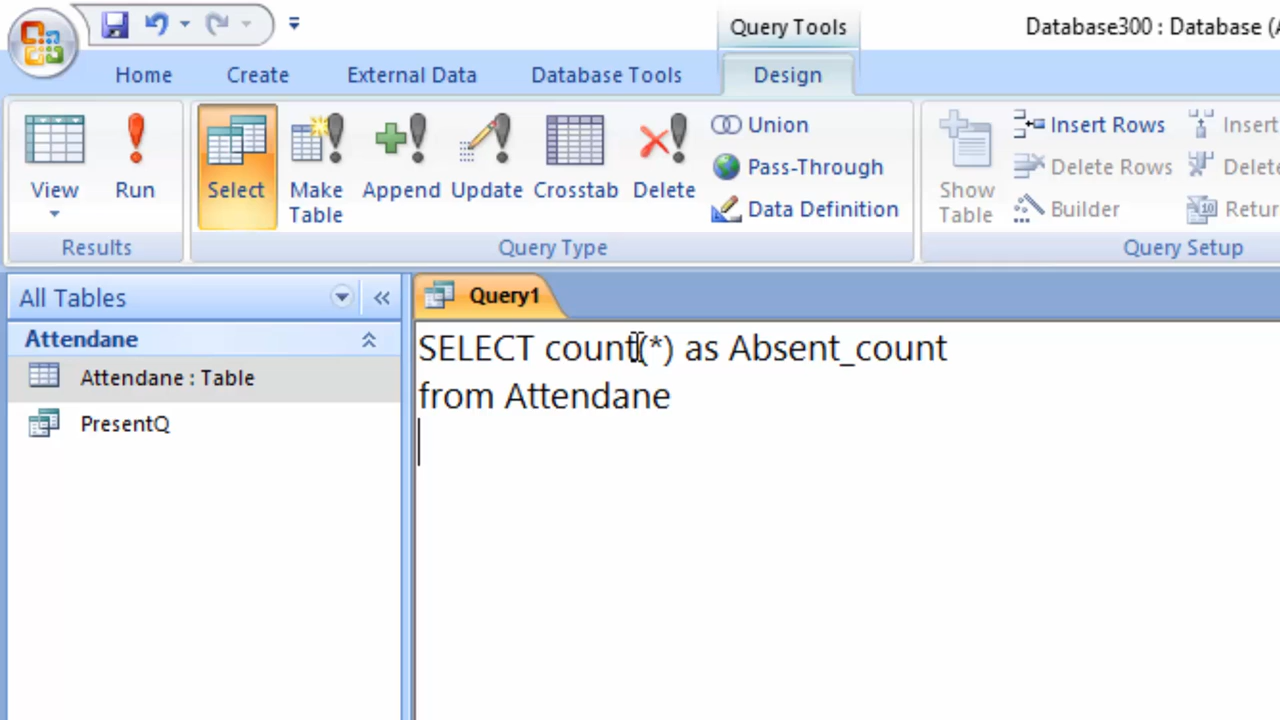 Query Tools
Database300 : Database (A
Home
Create
External Data
Database Tools
Design
View
Run
Select
Make Table
Append
Update
Crosstab
Delete
Union
Pass-Through
Data Definition
Show Table
Insert Rows
Delete Rows
Builder
Insert
Delete
Retur
Results
Query Type
Query Setup
All Tables
Attendane
Attendane : Table
PresentQ
Query1
SELECT count(*) as Absent_count
from Attendane